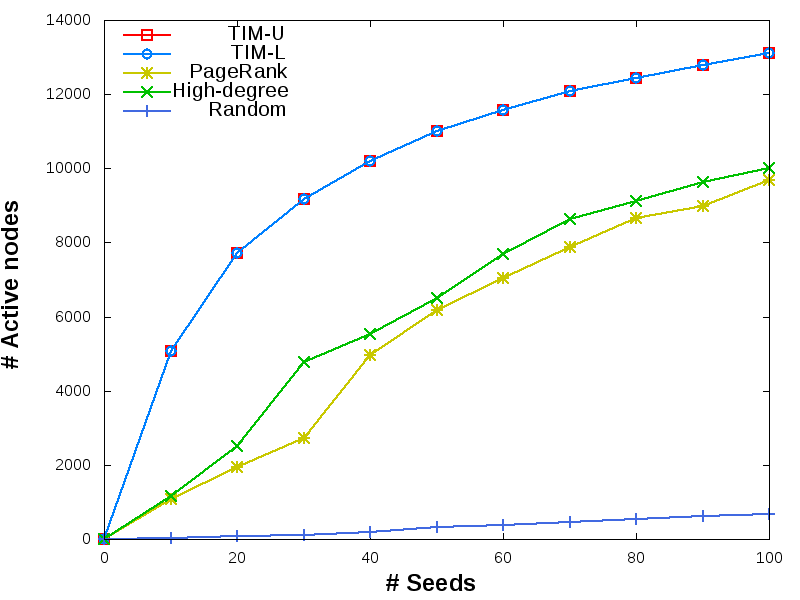 14000
12000
10000
8000
6000
4000
2000
0
TIM-U
TIM-L
PageRank
High-degree
Random
# Active nodes
0 20 40 60 80 100
# Seeds